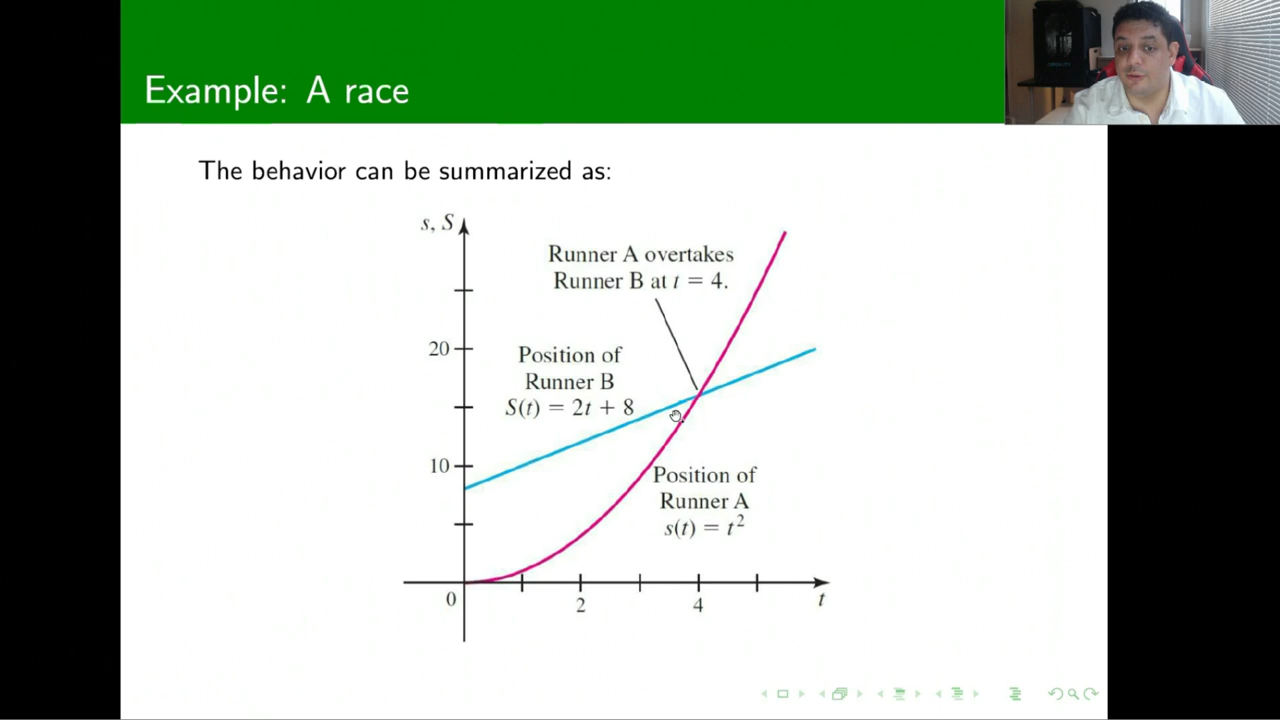 Example: A race
The behavior can be summarized as:
s, S
Runner A overtakes
Runner B at t = 4.
20
Position of
Runner B
S(t) = 2t + 8
10
Position of
Runner A
s(t) = t²
0
2
4
t